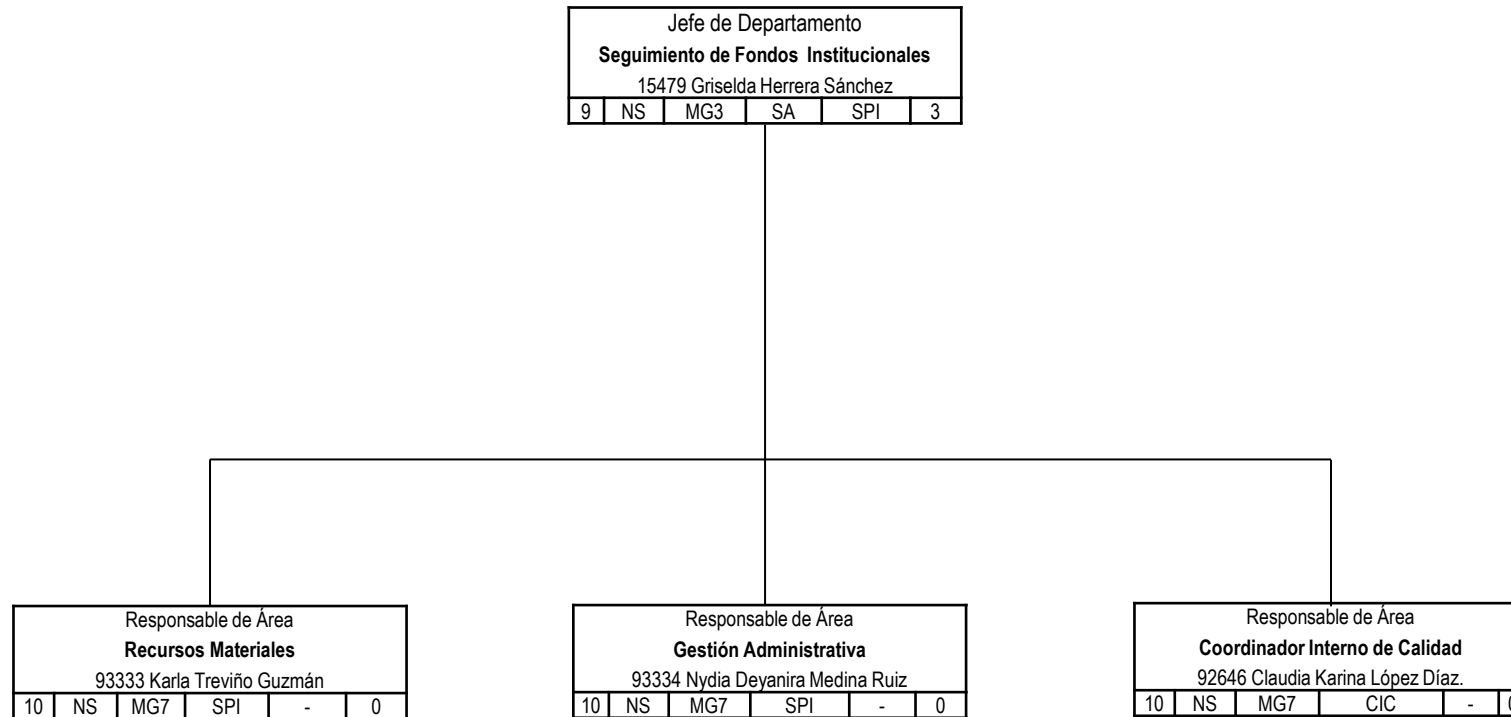 Jefe de Departamento
Seguimiento de Fondos Institucionales
15479 Griselda Herrera Sánchez
9 NS MG3 SA SPI 3
Responsable de Área
Recursos Materiales
93333 Karla Treviño Guzmán
10 NS MG7 SPI - 0
Responsable de Área
Gestión Administrativa
93334 Nydia Deyanira Medina Ruiz
10 NS MG7 SPI - 0
Responsable de Área
Coordinador Interno de Calidad
92646 Claudia Karina López Díaz.
10 NS MG7 CIC - 0